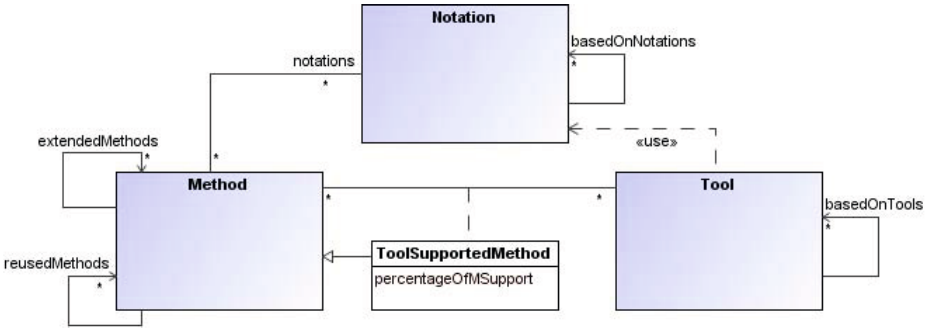 Notation
basedOnNotations
*
notations
*
«use»
extendedMethods
*
*
Method
Tool
*
*
basedOnTools
*
ToolSupportedMethod
percentageOfMSupport
reusedMethods
*